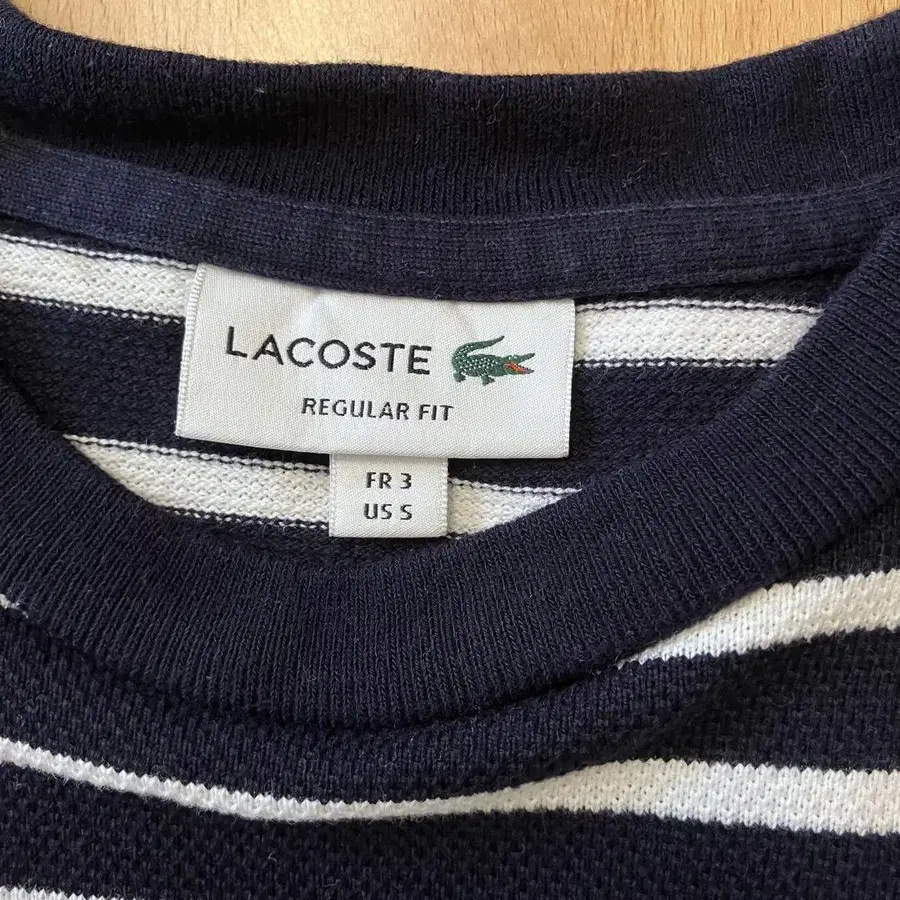 LACOSTE
REGULAR FIT
FR 3
US S